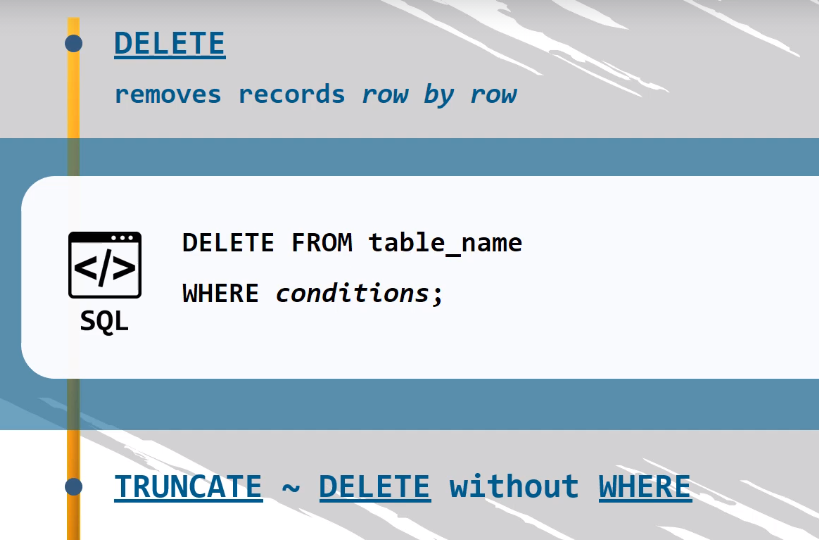 DELETE
removes records row by row
DELETE FROM table_name
WHERE conditions;
</>
SQL
TRUNCATE ~ DELETE without WHERE